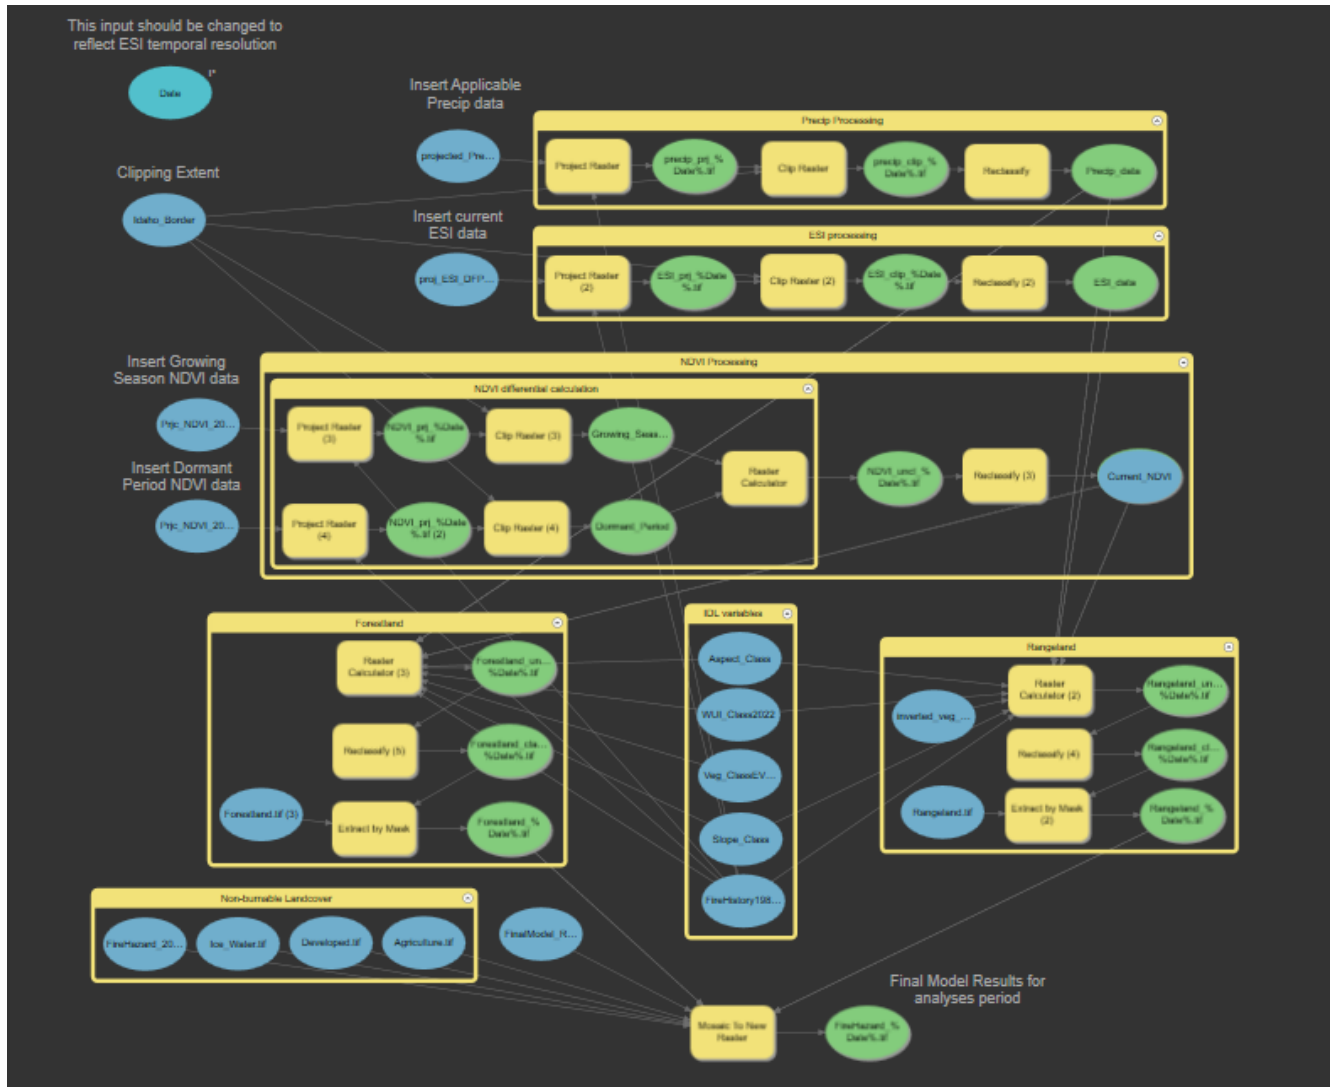 This input should be changed to
reflect ESI temporal resolution
Date
Insert Applicable
Precip data
projected_Pre...
Precip Processing
Project Raster
precip_prj_%
Date%.tif
Clip Raster
precip_clip_%
Date%.tif
Reclassify
Precip_data
Clipping Extent
Idaho_Border
Insert current
ESI data
proj_ESI_DFP...
ESI processing
Project Raster
(2)
ESI_prj_%Date
%.tif
Clip Raster (2)
ESI_clip_%Date
%.tif
Reclassify (2)
ESI_data
Insert Growing
Season NDVI data
Prjc_NDVI_20...
Insert Dormant
Period NDVI data
Prjc_NDVI_20...
NDVI Processing
NDVI differential calculation
Project Raster
(3)
NDVI_prj_%Date
%.tif
Clip Raster (3)
Growing_Seas...
Project Raster
(4)
NDVI_prj_%Date
%.tif (2)
Clip Raster (4)
Dormant_Period
Raster
Calculator
NDVI_uncl_%
Date%.tif
Reclassify (3)
Current_NDVI
Forestland
Raster
Calculator (3)
Forestland_un...
%Date%.tif
Reclassify (5)
Forestland_cla...
%Date%.tif
Forestland.tif (3)
Extract by Mask
Forestland_%
Date%.tif
IDL variables
Aspect_Class
WUI_Class2022
Veg_ClassEV...
Slope_Class
FireHistory198...
Rangeland
Raster
Calculator (2)
Rangeland_un...
%Date%.tif
inverted_veg_...
Reclassify (4)
Rangeland_cl...
%Date%.tif
Rangeland.tif
Extract by Mask
(2)
Rangeland_%
Date%.tif
Non-burnable Landcover
FireHazard_20...
Ice_Water.tif
Developed.tif
Agriculture.tif
FinalModel_R...
Final Model Results for
analyses period
Mosaic To New
Raster
FireHazard_%
Date%.tif